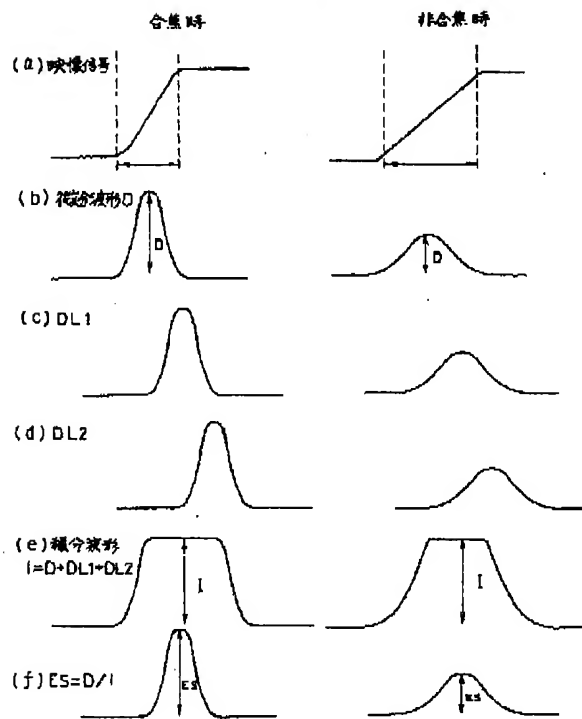 合焦時
非合焦時
(a)映像信号
(b)微分波形D
D
D
(c) DL1
(d) DL2
(e)積分波形
I=D+DL1+DL2
I
I
(f) ES=D/I
ES
ES